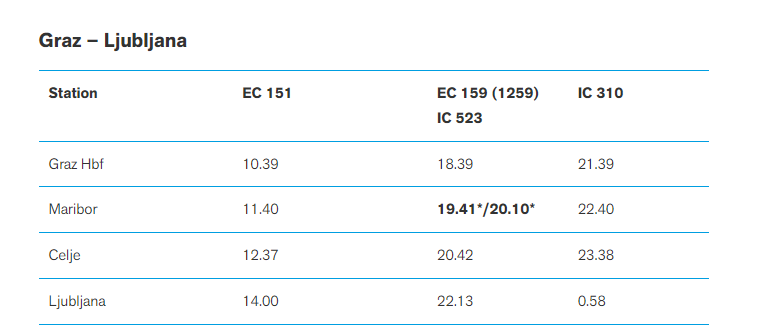 Graz – Ljubljana
Station EC 151 EC 159 (1259) IC 310
IC 523
Graz Hbf 10.39 18.39 21.39
Maribor 11.40 19.41*/20.10* 22.40
Celje 12.37 20.42 23.38
Ljubljana 14.00 22.13 0.58